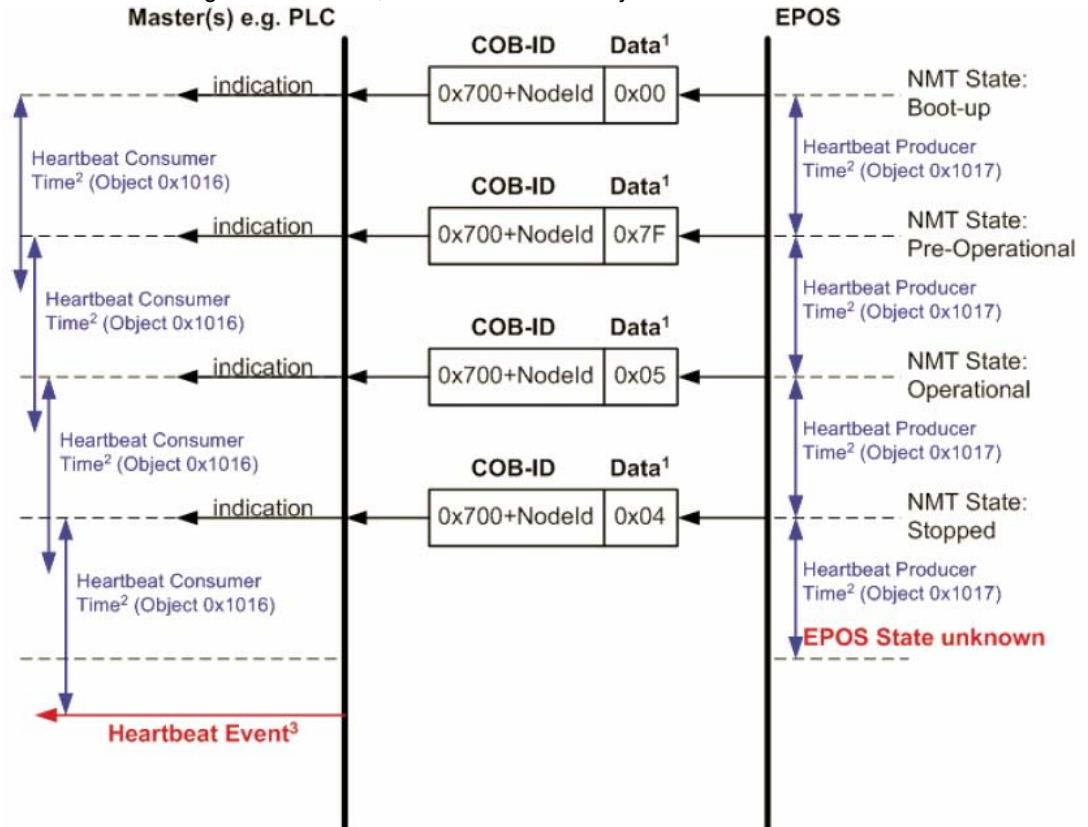 Master(s) e.g. PLC
EPOS
COB-ID Data¹
indication
0x700+NodeId 0x00
NMT State:
Boot-up
Heartbeat Consumer
Time² (Object 0x1016)
Heartbeat Producer
Time² (Object 0x1017)
COB-ID Data¹
indication
0x700+NodeId 0x7F
NMT State:
Pre-Operational
Heartbeat Consumer
Time² (Object 0x1016)
Heartbeat Producer
Time² (Object 0x1017)
COB-ID Data¹
indication
0x700+NodeId 0x05
NMT State:
Operational
Heartbeat Consumer
Time² (Object 0x1016)
Heartbeat Producer
Time² (Object 0x1017)
COB-ID Data¹
indication
0x700+NodeId 0x04
NMT State:
Stopped
Heartbeat Consumer
Time² (Object 0x1016)
Heartbeat Producer
Time² (Object 0x1017)
EPOS State unknown
Heartbeat Event³